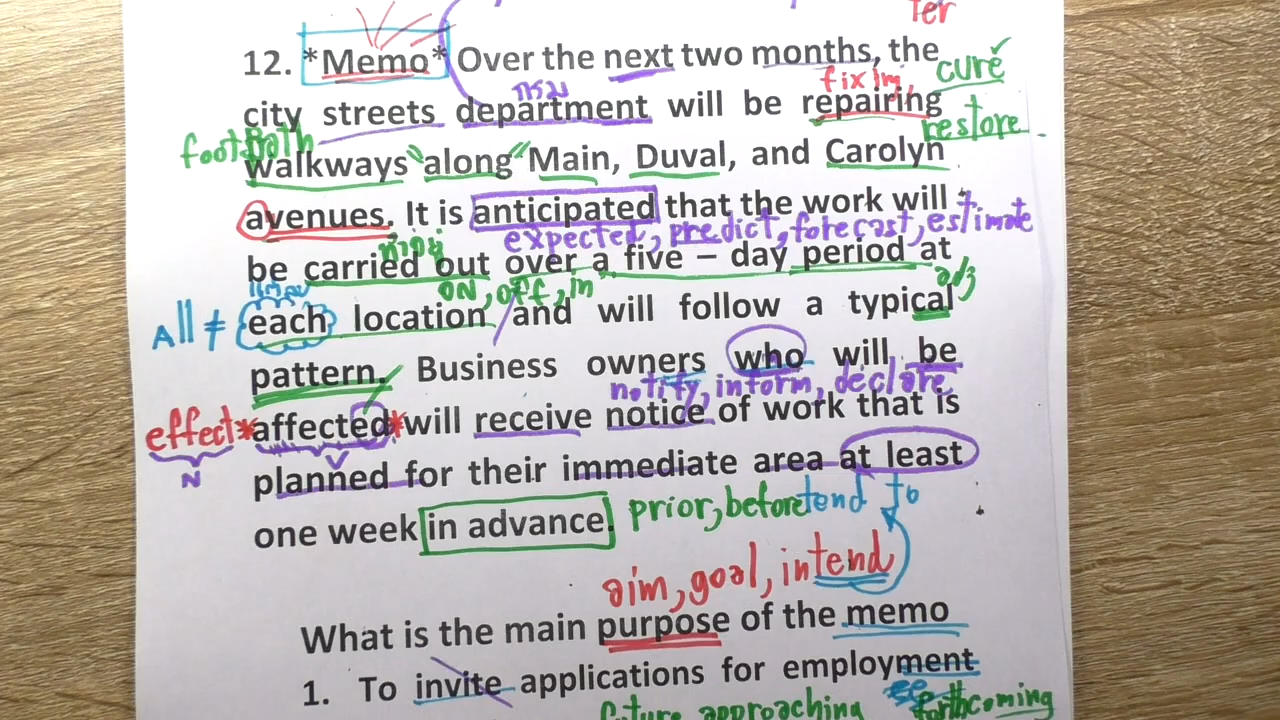 ter
12. *Memo* Over the next two months, the
fix cure
กรม
city streets department will be repairing
footpath restore
walkways along Main, Duval, and Carolyn
avenues. It is anticipated that the work will
expected, predict, forecast, estimate
be carried out over a five – day period at
on, off, in adj
All ≠ each location and will follow a typical
pattern. Business owners who will be
notify, inform, declare
effect *affected* will receive notice of work that is
N V
planned for their immediate area at least
one week in advance. prior, before tend to
aim, goal, intend
What is the main purpose of the memo
1. To invite applications for employment
future approaching forthcoming